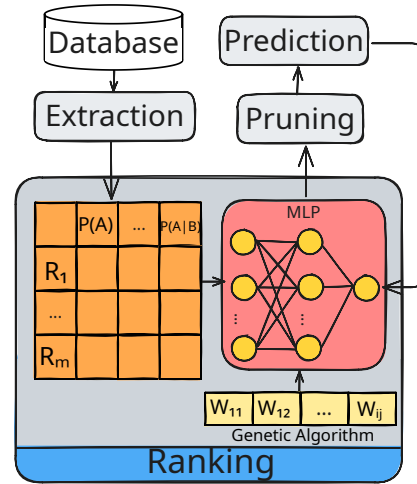 Database
Prediction
Extraction
Pruning
MLP
P(A) ... P(A|B)
R₁
...
Rₘ
...
...
W₁₁ W₁₂ ... Wᵢⱼ
Genetic Algorithm
Ranking